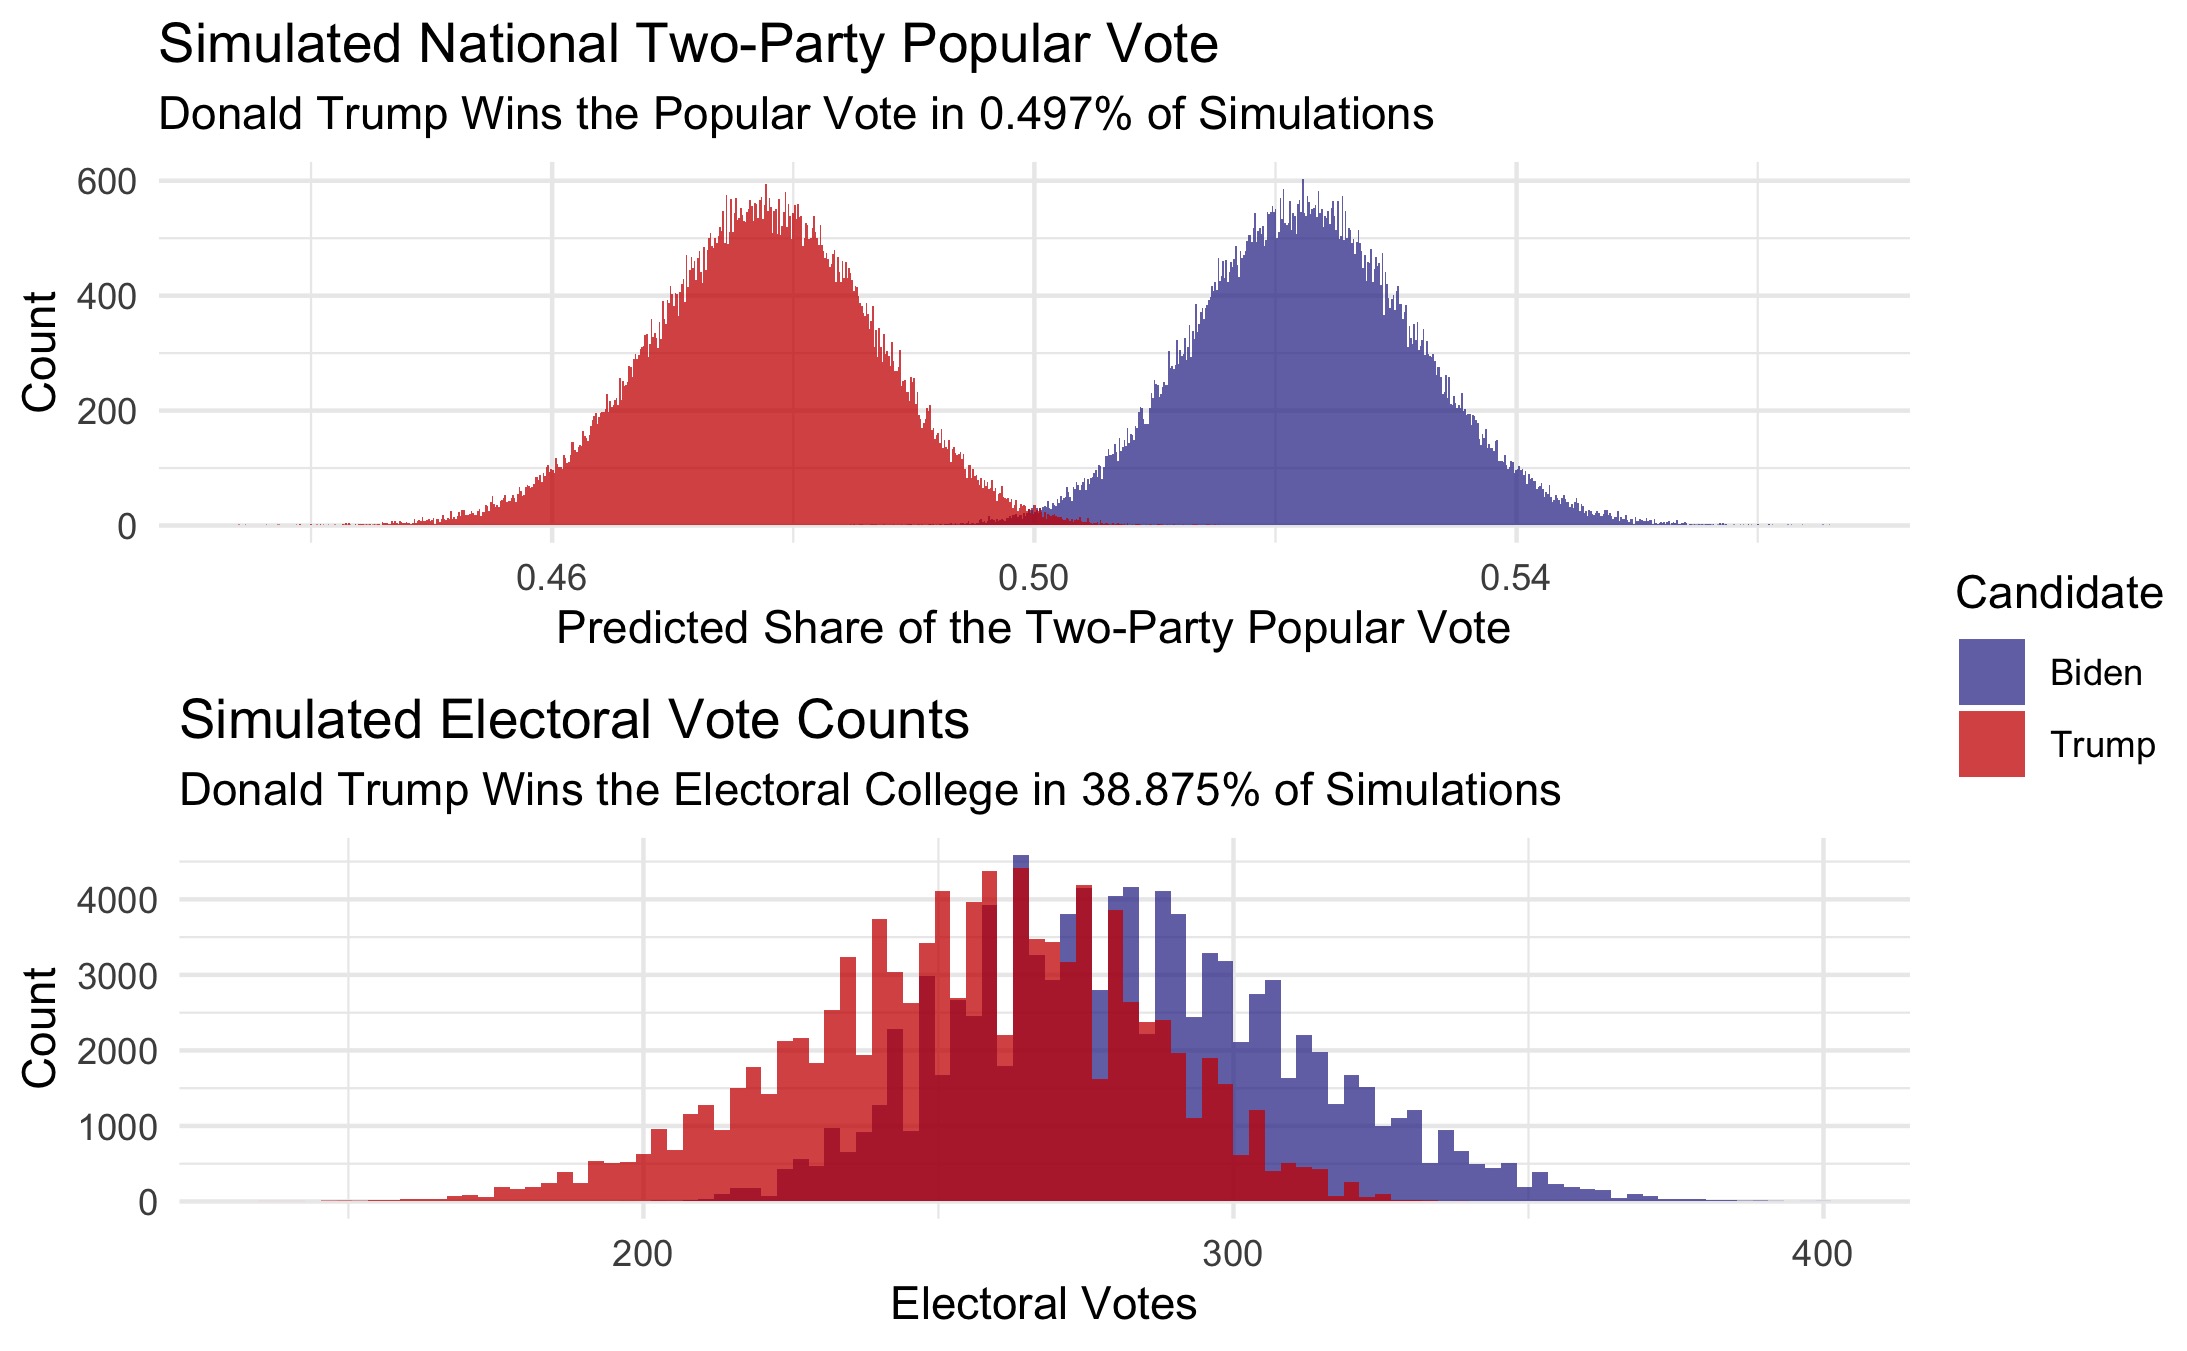 Simulated National Two-Party Popular Vote
Donald Trump Wins the Popular Vote in 0.497% of Simulations
600
400
200
0
Count
0.46 0.50 0.54
Predicted Share of the Two-Party Popular Vote
Candidate
Biden
Trump
Simulated Electoral Vote Counts
Donald Trump Wins the Electoral College in 38.875% of Simulations
4000
3000
2000
1000
0
Count
200 300 400
Electoral Votes